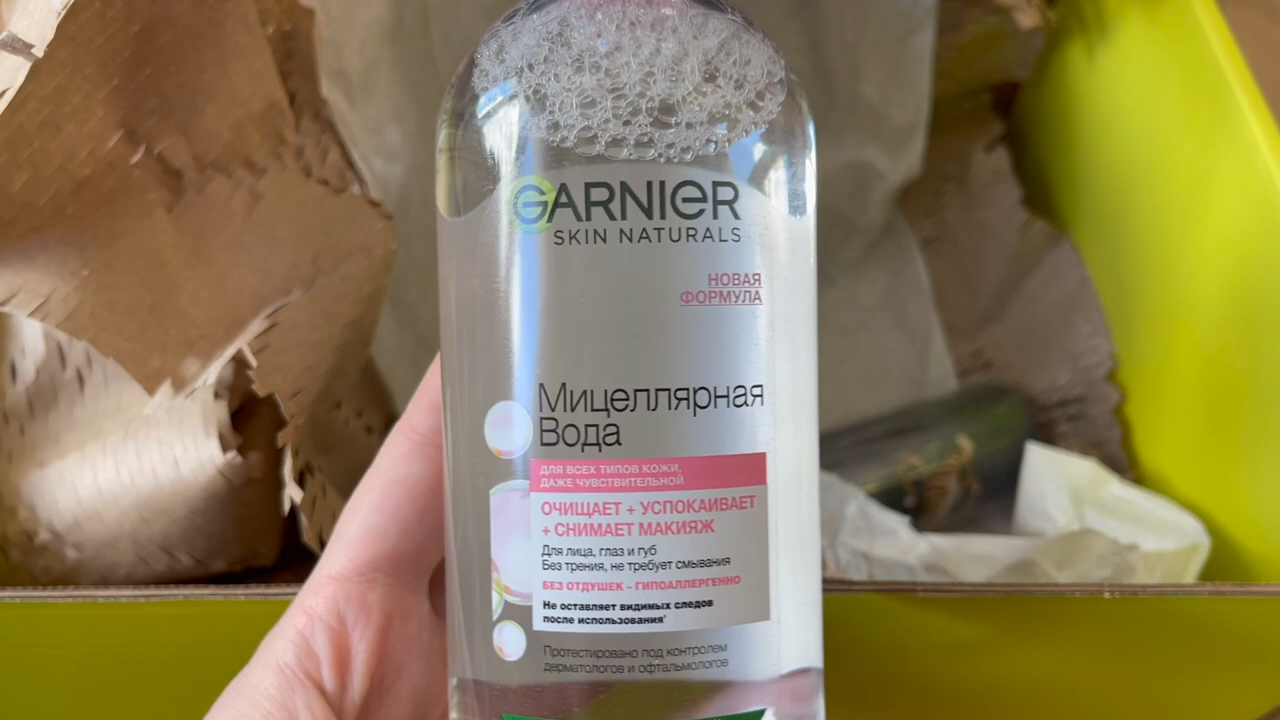 GARNIER
SKIN NATURALS
НОВАЯ
ФОРМУЛА
Мицеллярная
Вода
ДЛЯ ВСЕХ ТИПОВ КОЖИ,
ДАЖЕ ЧУВСТВИТЕЛЬНОЙ
ОЧИЩАЕТ + УСПОКАИВАЕТ
+ СНИМАЕТ МАКИЯЖ
Для лица, глаз и губ
Без трения, не требует смывания
БЕЗ ОТДУШЕК – ГИПОАЛЛЕРГЕННО
Не оставляет видимых следов
после использования*
Протестировано под контролем
дерматологов и офтальмологов